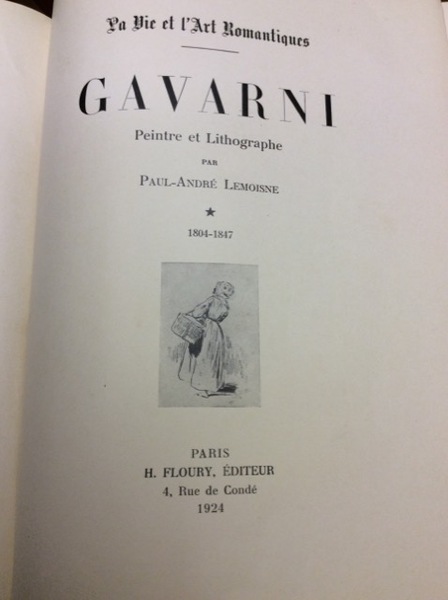 La Vie et l'Art Romantiques
GAVARNI
Peintre et Lithographe
PAR
PAUL-ANDRÉ LEMOISNE
★
1804-1847
PARIS
H. FLOURY, ÉDITEUR
4, Rue de Condé
1924